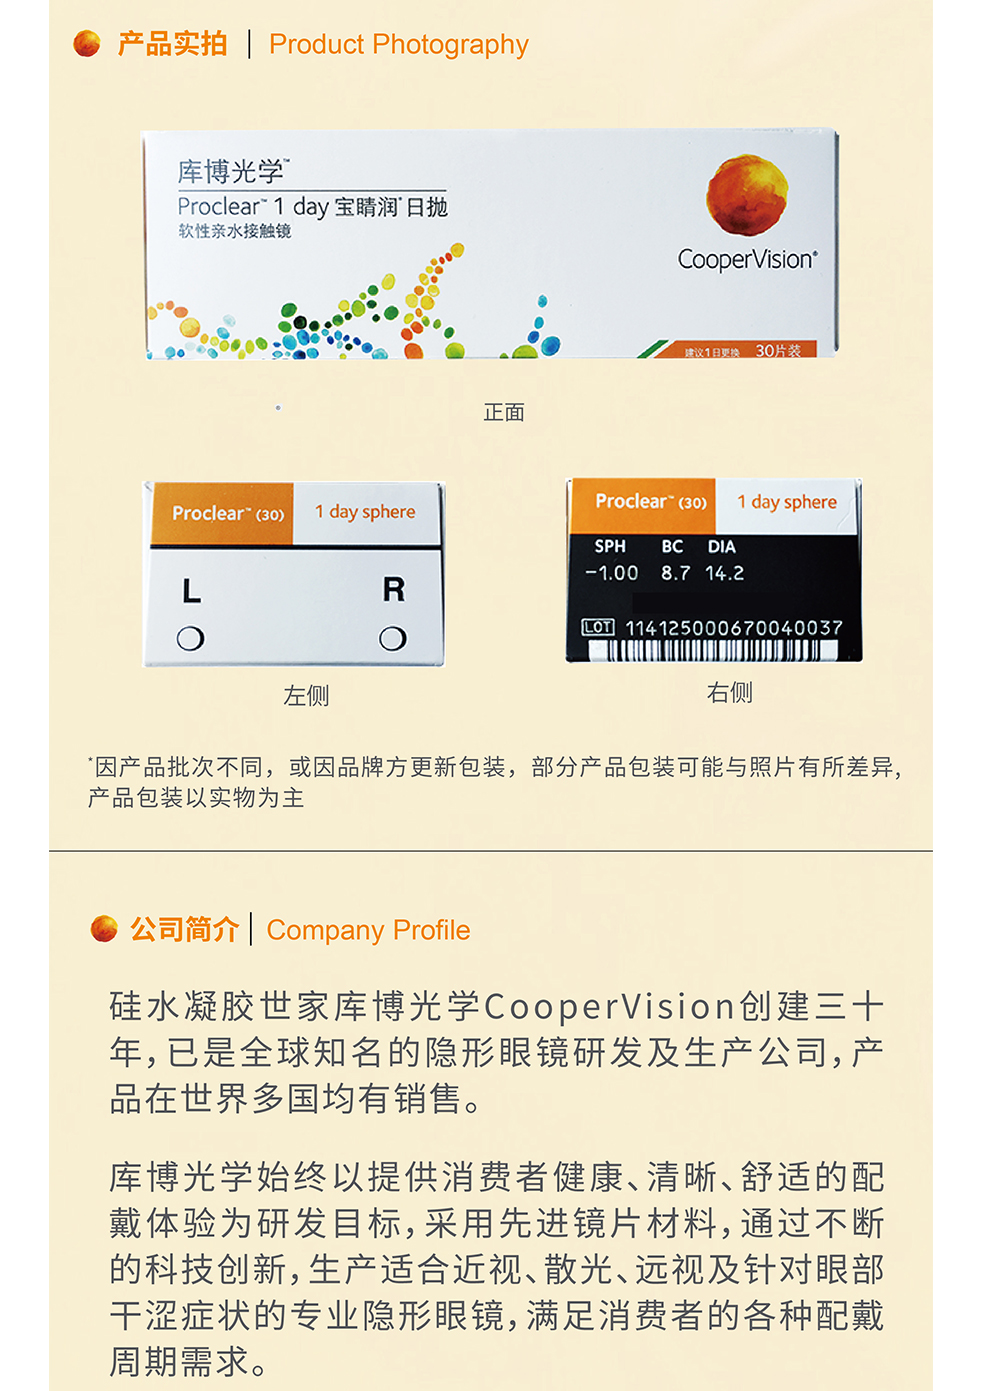 产品实拍 | Product Photography
库博光学™
Proclear™ 1 day 宝睛润*日抛
软性亲水接触镜
CooperVision®
建议1日更换 30片装
正面
Proclear™ (30) 1 day sphere
L R
左侧
Proclear™ (30) 1 day sphere
SPH BC DIA
-1.00 8.7 14.2
LOT 114125000670040037
右侧
*因产品批次不同，或因品牌方更新包装，部分产品包装可能与照片有所差异，
产品包装以实物为主
公司简介 | Company Profile
硅水凝胶世家库博光学CooperVision创建三十
年，已是全球知名的隐形眼镜研发及生产公司，产
品在世界多国均有销售。
库博光学始终以提供消费者健康、清晰、舒适的配
戴体验为研发目标，采用先进镜片材料，通过不断
的科技创新，生产适合近视、散光、远视及针对眼部
干涩症状的专业隐形眼镜，满足消费者的各种配戴
周期需求。